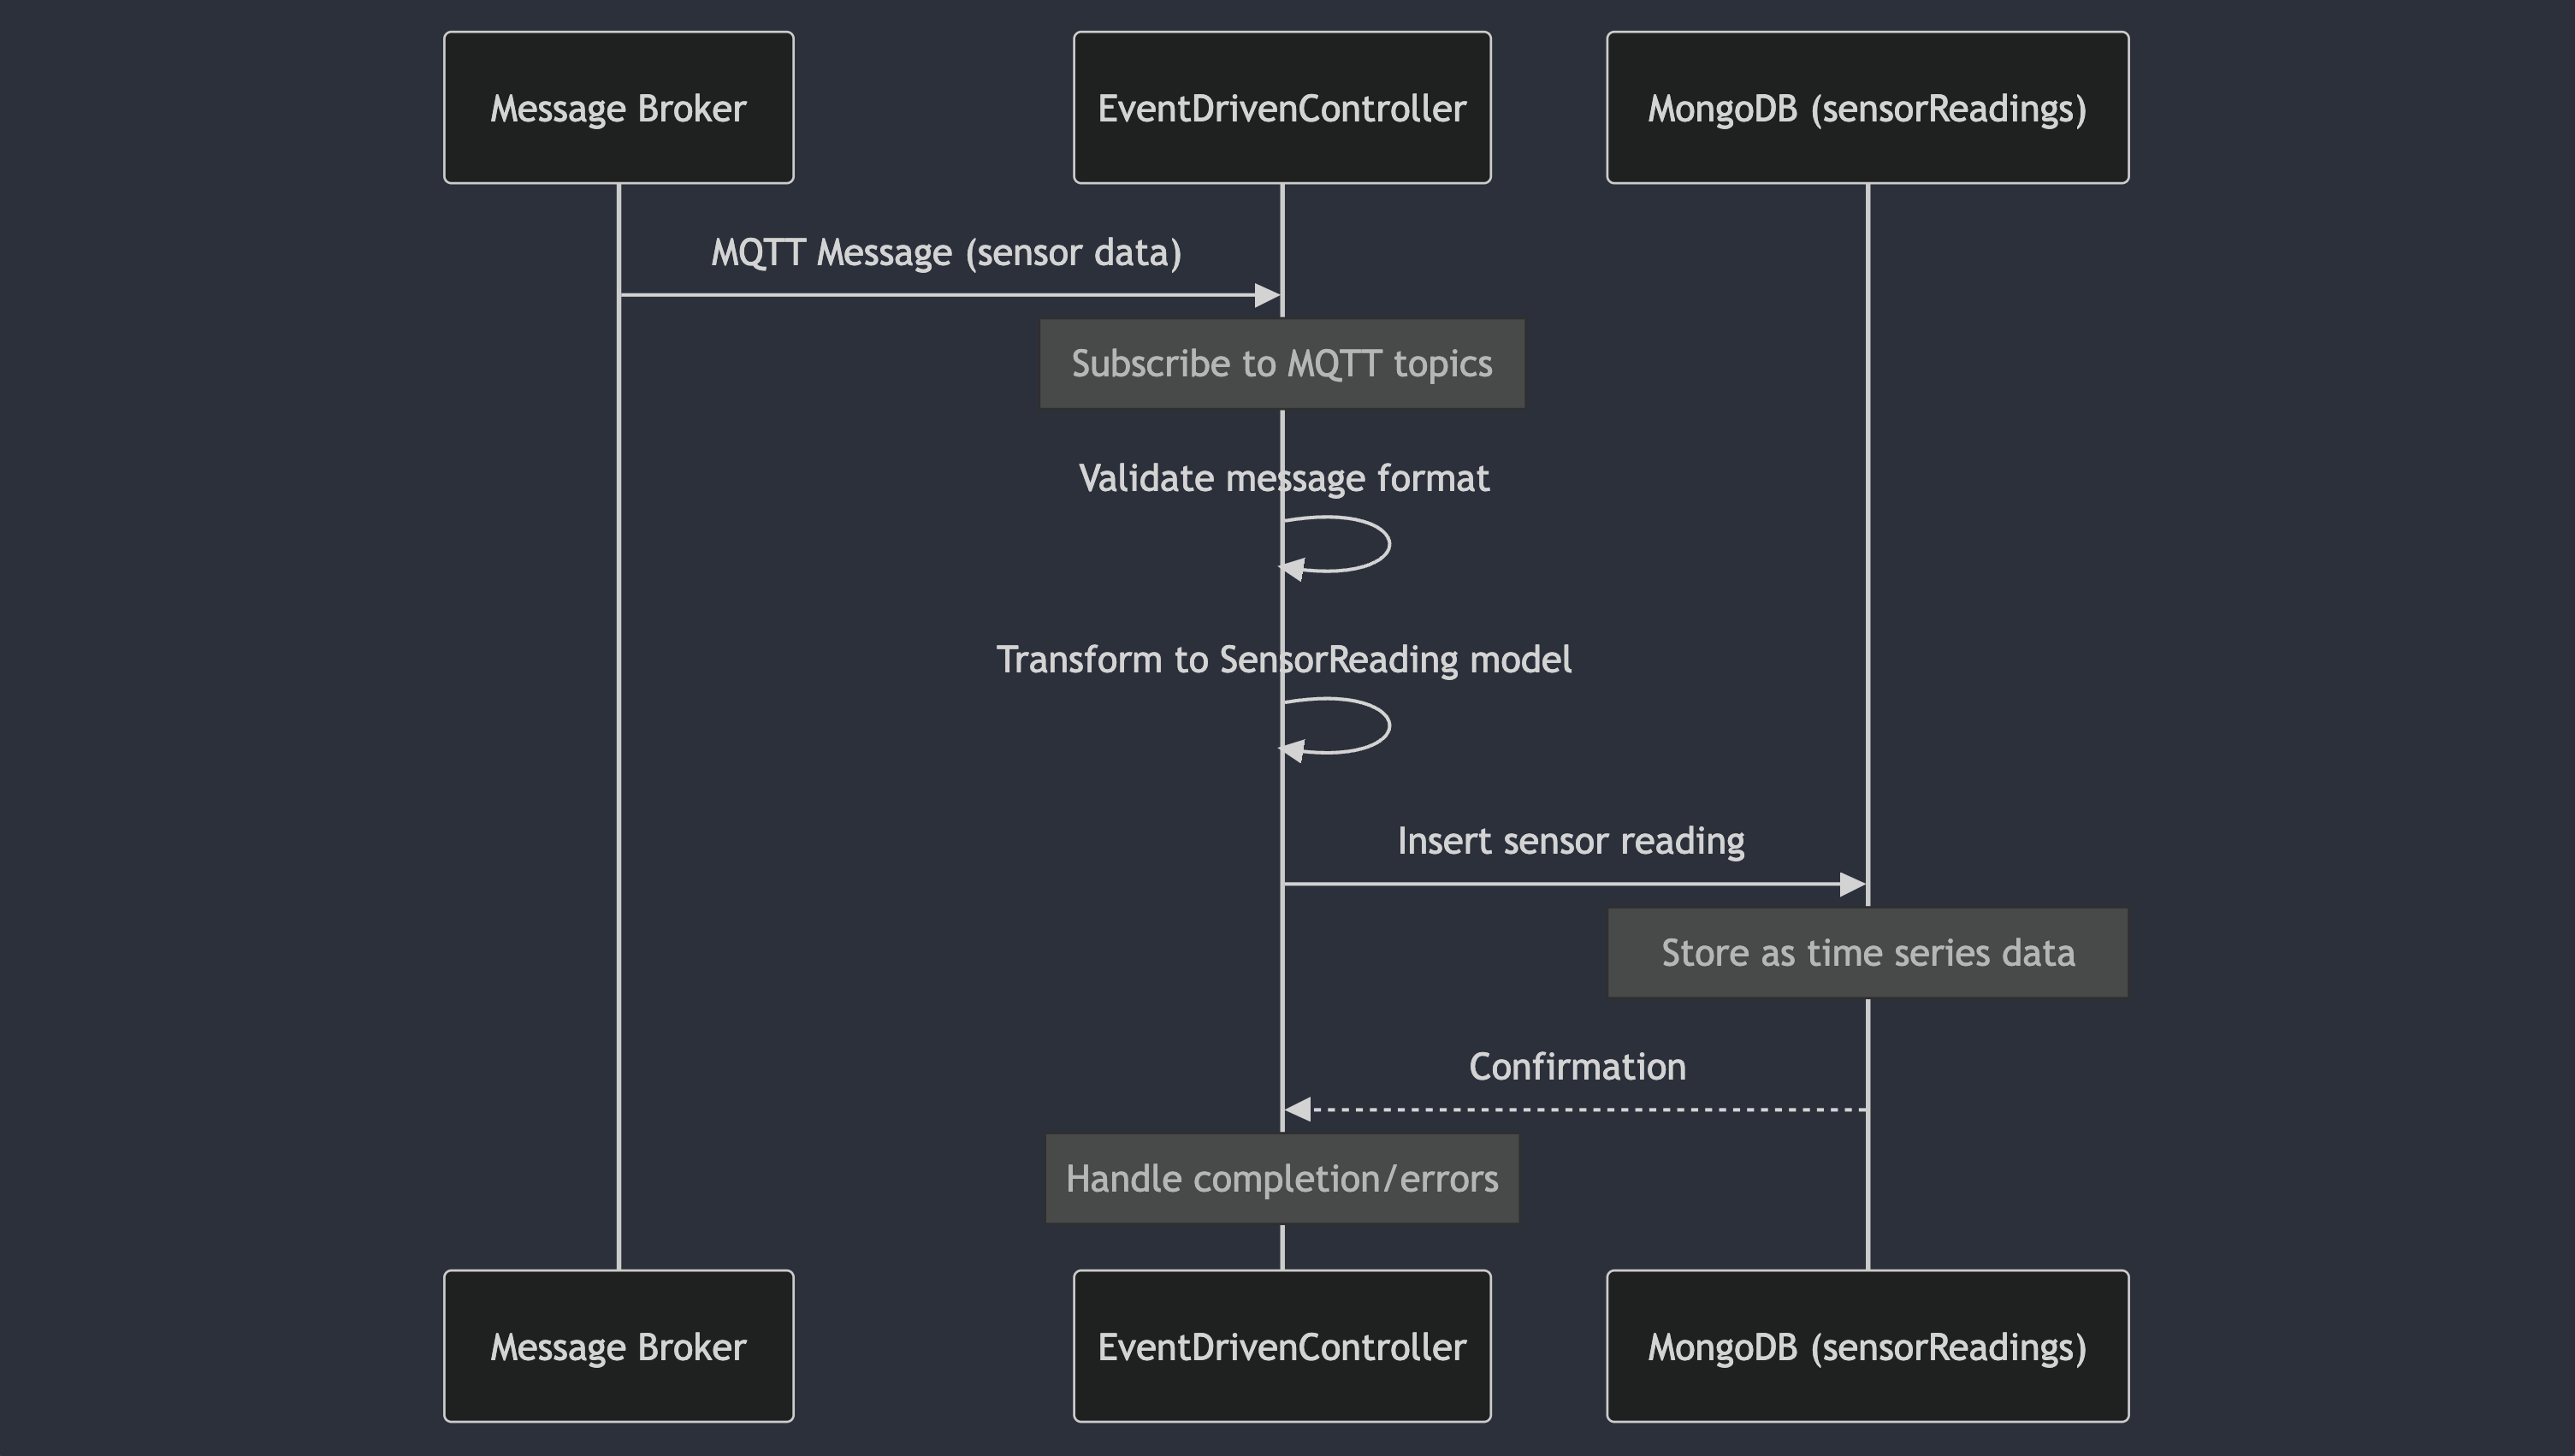 Message Broker
EventDrivenController
MongoDB (sensorReadings)
MQTT Message (sensor data)
Subscribe to MQTT topics
Validate message format
Transform to SensorReading model
Insert sensor reading
Store as time series data
Confirmation
Handle completion/errors
Message Broker
EventDrivenController
MongoDB (sensorReadings)